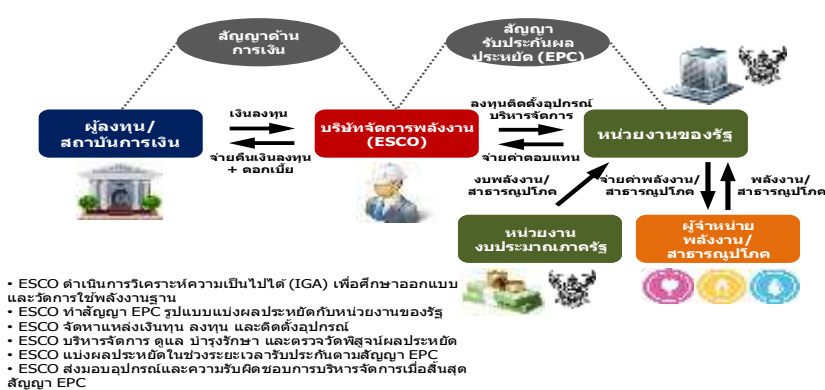 สัญญาด้าน
การเงิน
สัญญา
รับประกันผล
ประหยัด (EPC)
ผู้ลงทุน/
สถาบันการเงิน
เงินลงทุน
จ่ายคืนเงินลงทุน
+ ดอกเบี้ย
บริษัทจัดการพลังงาน
(ESCO)
ลงทุนติดตั้งอุปกรณ์
บริหารจัดการ
จ่ายค่าตอบแทน
หน่วยงานของรัฐ
งบพลังงาน/
สาธารณูปโภค
จ่ายค่าพลังงาน/
สาธารณูปโภค
พลังงาน/
สาธารณูปโภค
หน่วยงาน
งบประมาณภาครัฐ
ผู้จำหน่าย
พลังงาน/
สาธารณูปโภค
• ESCO ดำเนินการวิเคราะห์ความเป็นไปได้ (IGA) เพื่อศึกษาออกแบบ
และวัดการใช้พลังงานฐาน
• ESCO ทำสัญญา EPC รูปแบบแบ่งผลประหยัดกับหน่วยงานของรัฐ
• ESCO จัดหาแหล่งเงินทุน ลงทุน และติดตั้งอุปกรณ์
• ESCO บริหารจัดการ ดูแล บำรุงรักษา และตรวจวัดพิสูจน์ผลประหยัด
• ESCO แบ่งผลประหยัดในช่วงระยะเวลารับประกันตามสัญญา EPC
• ESCO ส่งมอบอุปกรณ์และความรับผิดชอบการบริหารจัดการเมื่อสิ้นสุด
สัญญา EPC